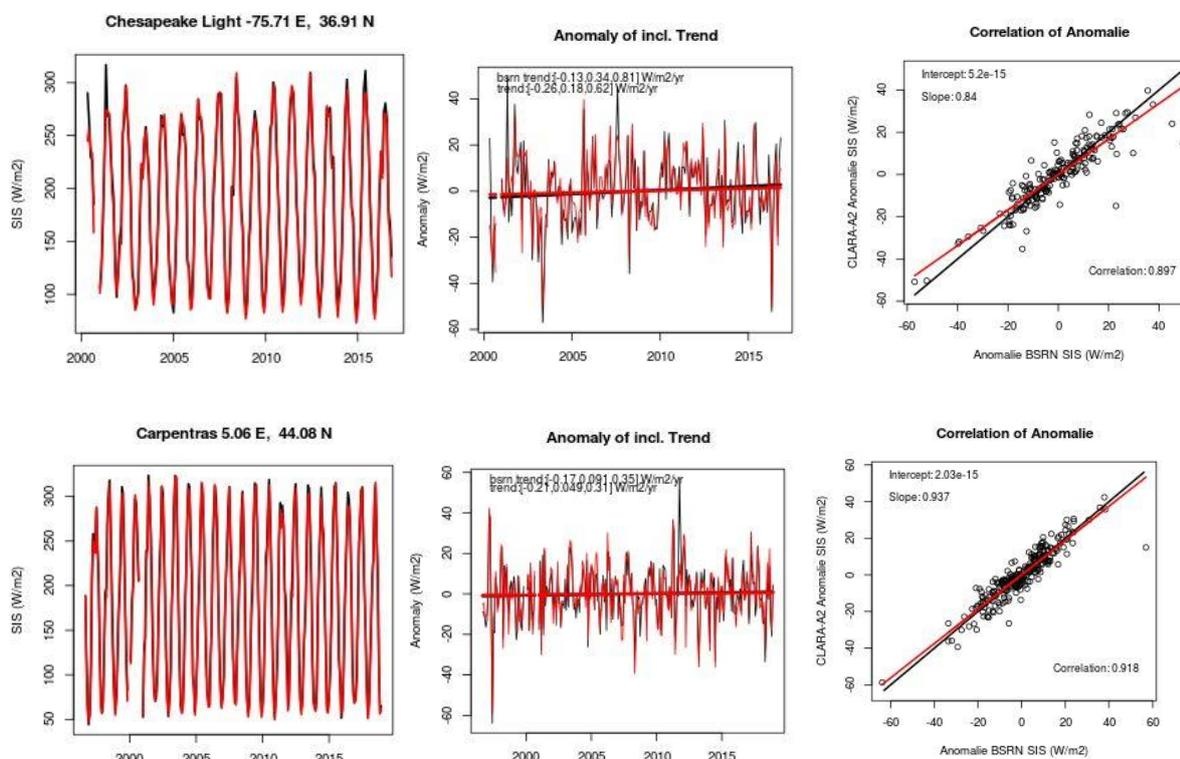 Chesapeake Light -75.71 E, 36.91 N
SIS (W/m2)
300
250
200
150
100
2000
2005
2010
2015
Anomaly of incl. Trend
bsrn trend:[-0.13,0.34,0.81] W/m2/yr
trend:[-0.26,0.18,0.62] W/m2/yr
Anomaly (W/m2)
40
20
0
-20
-40
-60
2000
2005
2010
2015
Correlation of Anomalie
Intercept: 5.2e-15
Slope: 0.84
Correlation: 0.897
CLARA-A2 Anomalie SIS (W/m2)
40
20
0
-20
-40
-60
-60
-40
-20
0
20
40
Anomalie BSRN SIS (W/m2)
Carpentras 5.06 E, 44.08 N
SIS (W/m2)
300
250
200
150
100
50
2000
2005
2010
2015
Anomaly of incl. Trend
bsrn trend:[-0.17,0.091,0.35] W/m2/yr
trend:[-0.21,0.049,0.31] W/m2/yr
Anomaly (W/m2)
60
40
20
0
-20
-40
-60
2000
2005
2010
2015
Correlation of Anomalie
Intercept: 2.03e-15
Slope: 0.937
Correlation: 0.918
CLARA-A2 Anomalie SIS (W/m2)
60
40
20
0
-20
-40
-60
-60
-40
-20
0
20
40
60
Anomalie BSRN SIS (W/m2)